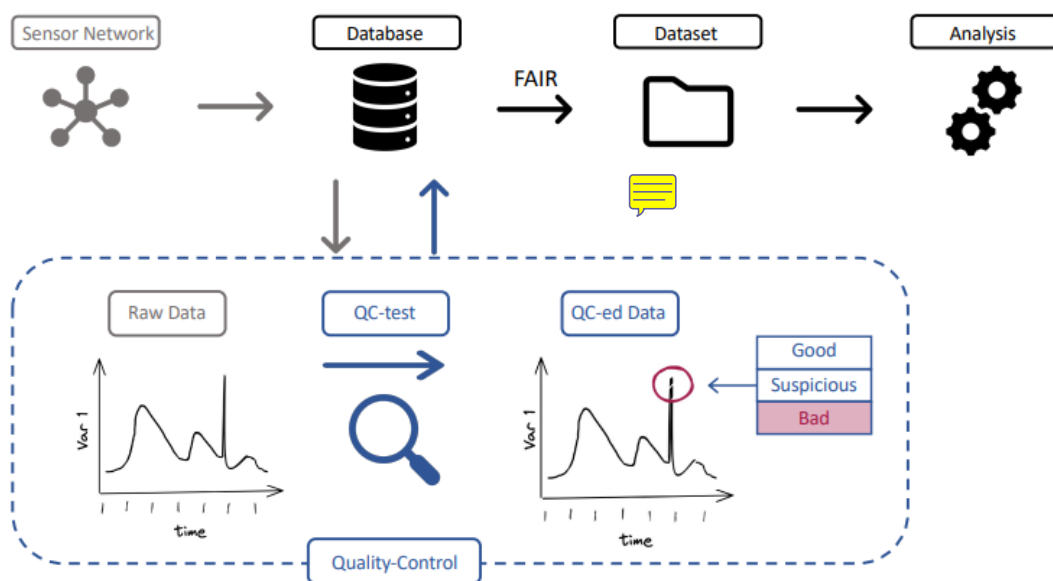 Sensor Network
Database
Dataset
Analysis
FAIR
Raw Data
QC-test
QC-ed Data
Good
Suspicious
Bad
Var 1
time
Var 1
time
Quality-Control